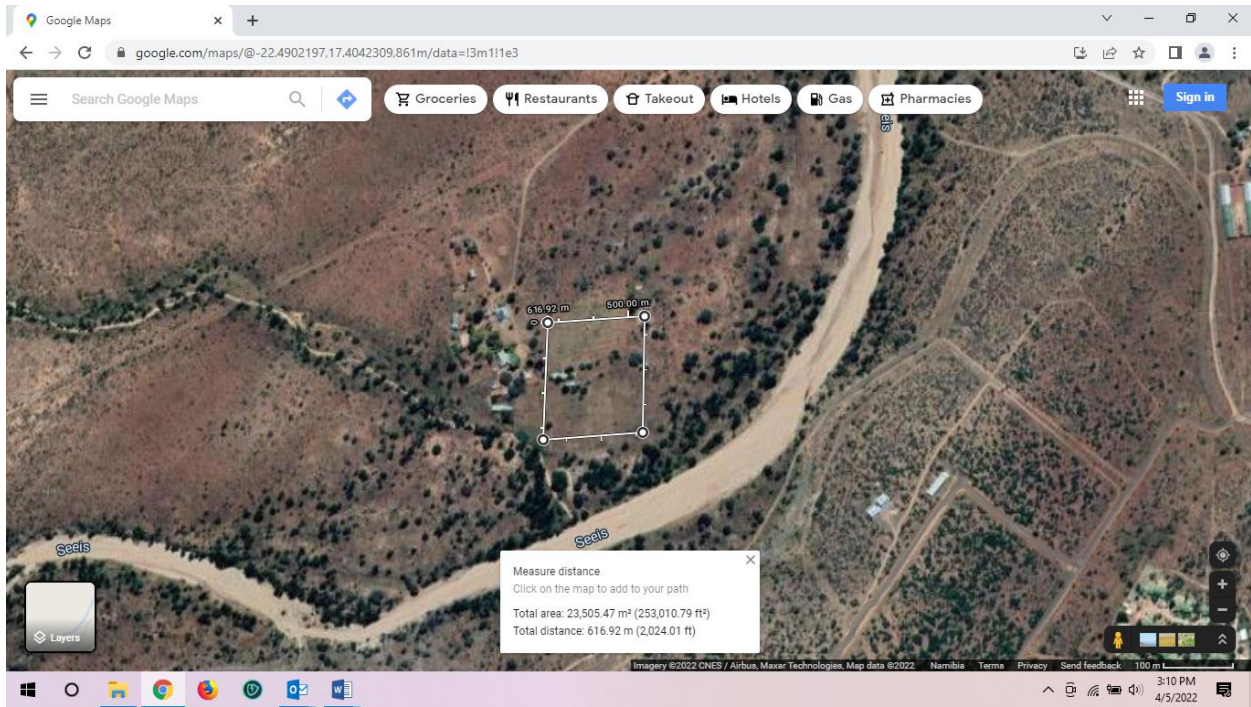 Google Maps
google.com/maps/@-22.4902197,17.4042309,861m/data=!3m1!1e3
Search Google Maps
Groceries
Restaurants
Takeout
Hotels
Gas
Pharmacies
Sign in
eis
616.92 m
500.00 m
0
Seeis
Seeis
Measure distance
Click on the map to add to your path
Total area: 23,505.47 m² (253,010.79 ft²)
Total distance: 616.92 m (2,024.01 ft)
Layers
Imagery ©2022 CNES / Airbus, Maxar Technologies, Map data ©2022 Namibia Terms Privacy Send feedback 100 m
3:10 PM
4/5/2022